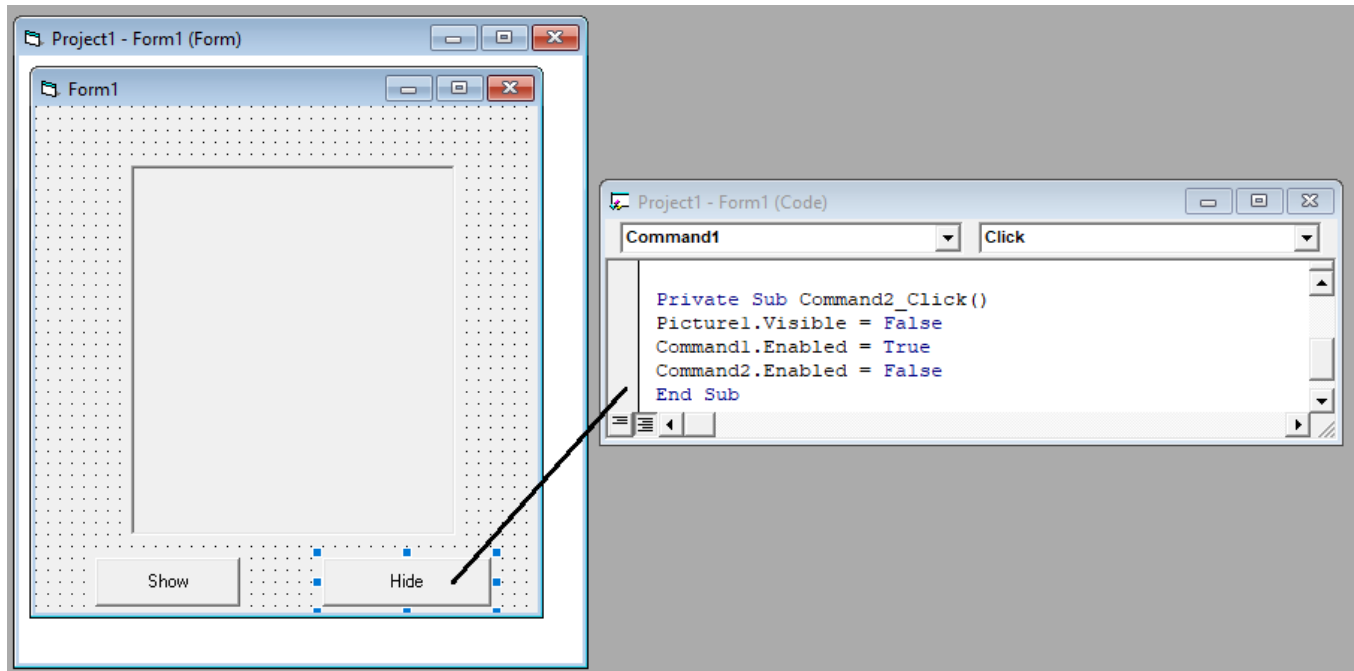 Project1 - Form1 (Form)
Form1
Show
Hide
Project1 - Form1 (Code)
Command1
Click
Private Sub Command2_Click()
Picture1.Visible = False
Command1.Enabled = True
Command2.Enabled = False
End Sub